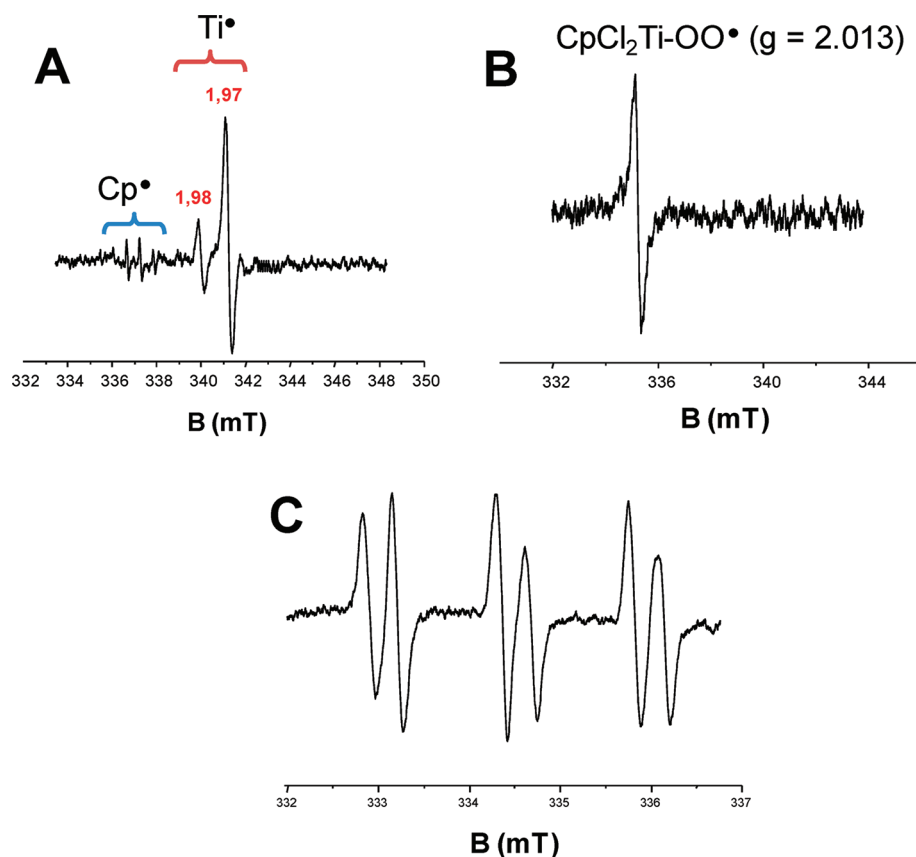 A
Ti•
1,97
1,98
Cp•
332 334 336 338 340 342 344 346 348 350
B (mT)
B
CpCl₂Ti-OO• (g = 2.013)
332 336 340 344
B (mT)
C
332 333 334 335 336 337
B (mT)